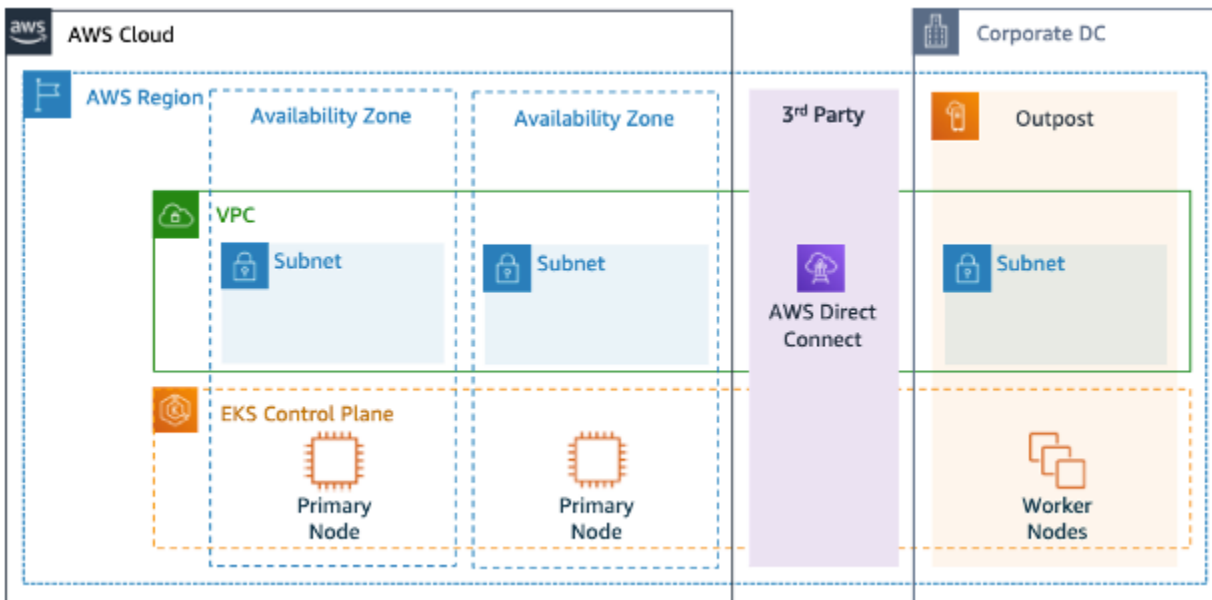 aws
AWS Cloud
Corporate DC
AWS Region
Availability Zone
Availability Zone
3rd Party
Outpost
VPC
Subnet
Subnet
Subnet
AWS Direct
Connect
EKS Control Plane
Primary
Node
Primary
Node
Worker
Nodes